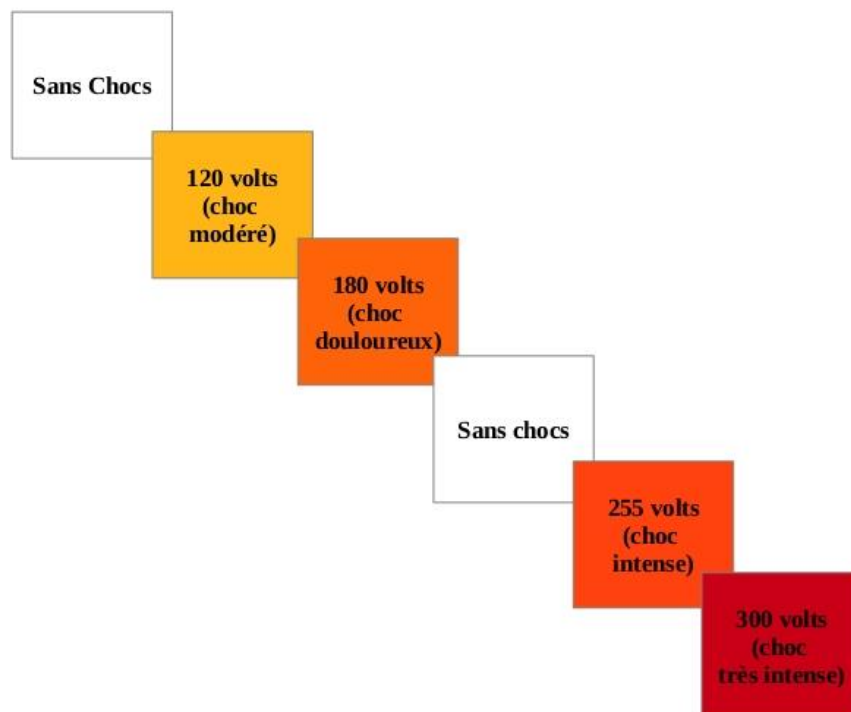 Sans Chocs
120 volts
(choc
modéré)
180 volts
(choc
douloureux)
Sans chocs
255 volts
(choc
intense)
300 volts
(choc
très intense)